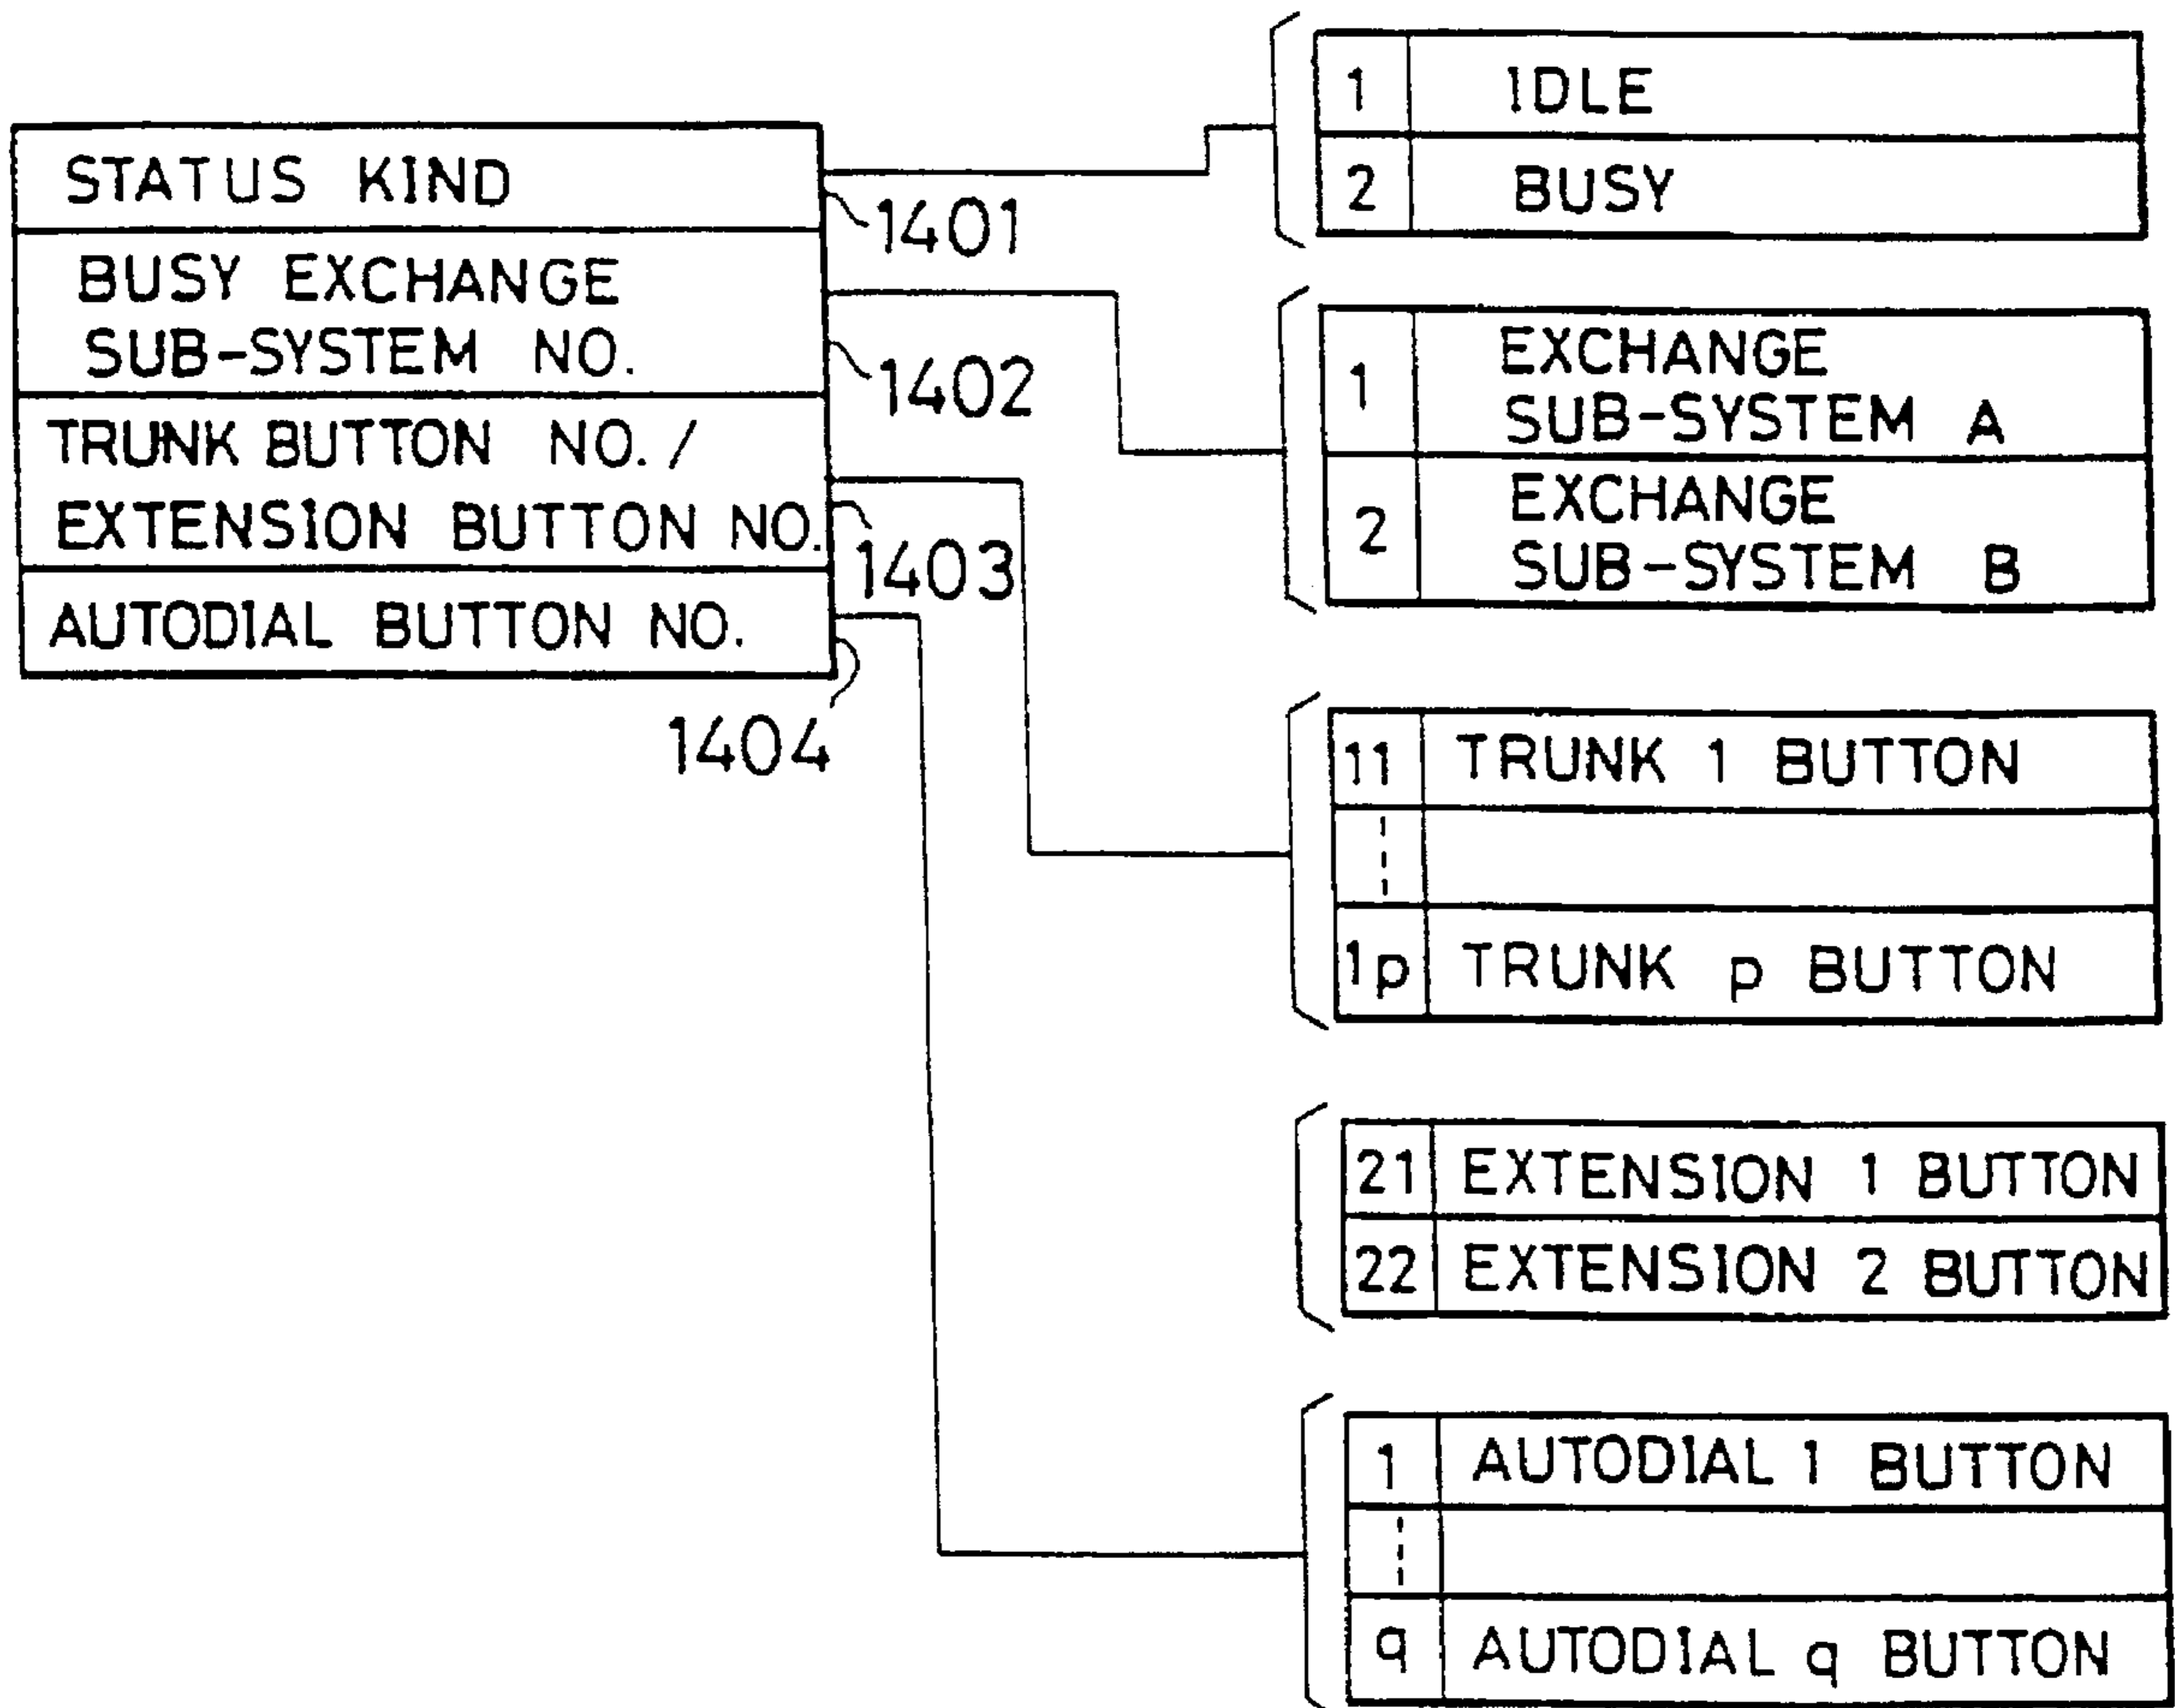 STATUS KIND
1401
BUSY EXCHANGE
SUB-SYSTEM NO.
1402
TRUNK BUTTON NO. /
EXTENSION BUTTON NO.
1403
AUTODIAL BUTTON NO.
1404
1 IDLE
2 BUSY
1 EXCHANGE
SUB-SYSTEM A
2 EXCHANGE
SUB-SYSTEM B
11 TRUNK 1 BUTTON
1p TRUNK p BUTTON
21 EXTENSION 1 BUTTON
22 EXTENSION 2 BUTTON
1 AUTODIAL 1 BUTTON
q AUTODIAL q BUTTON